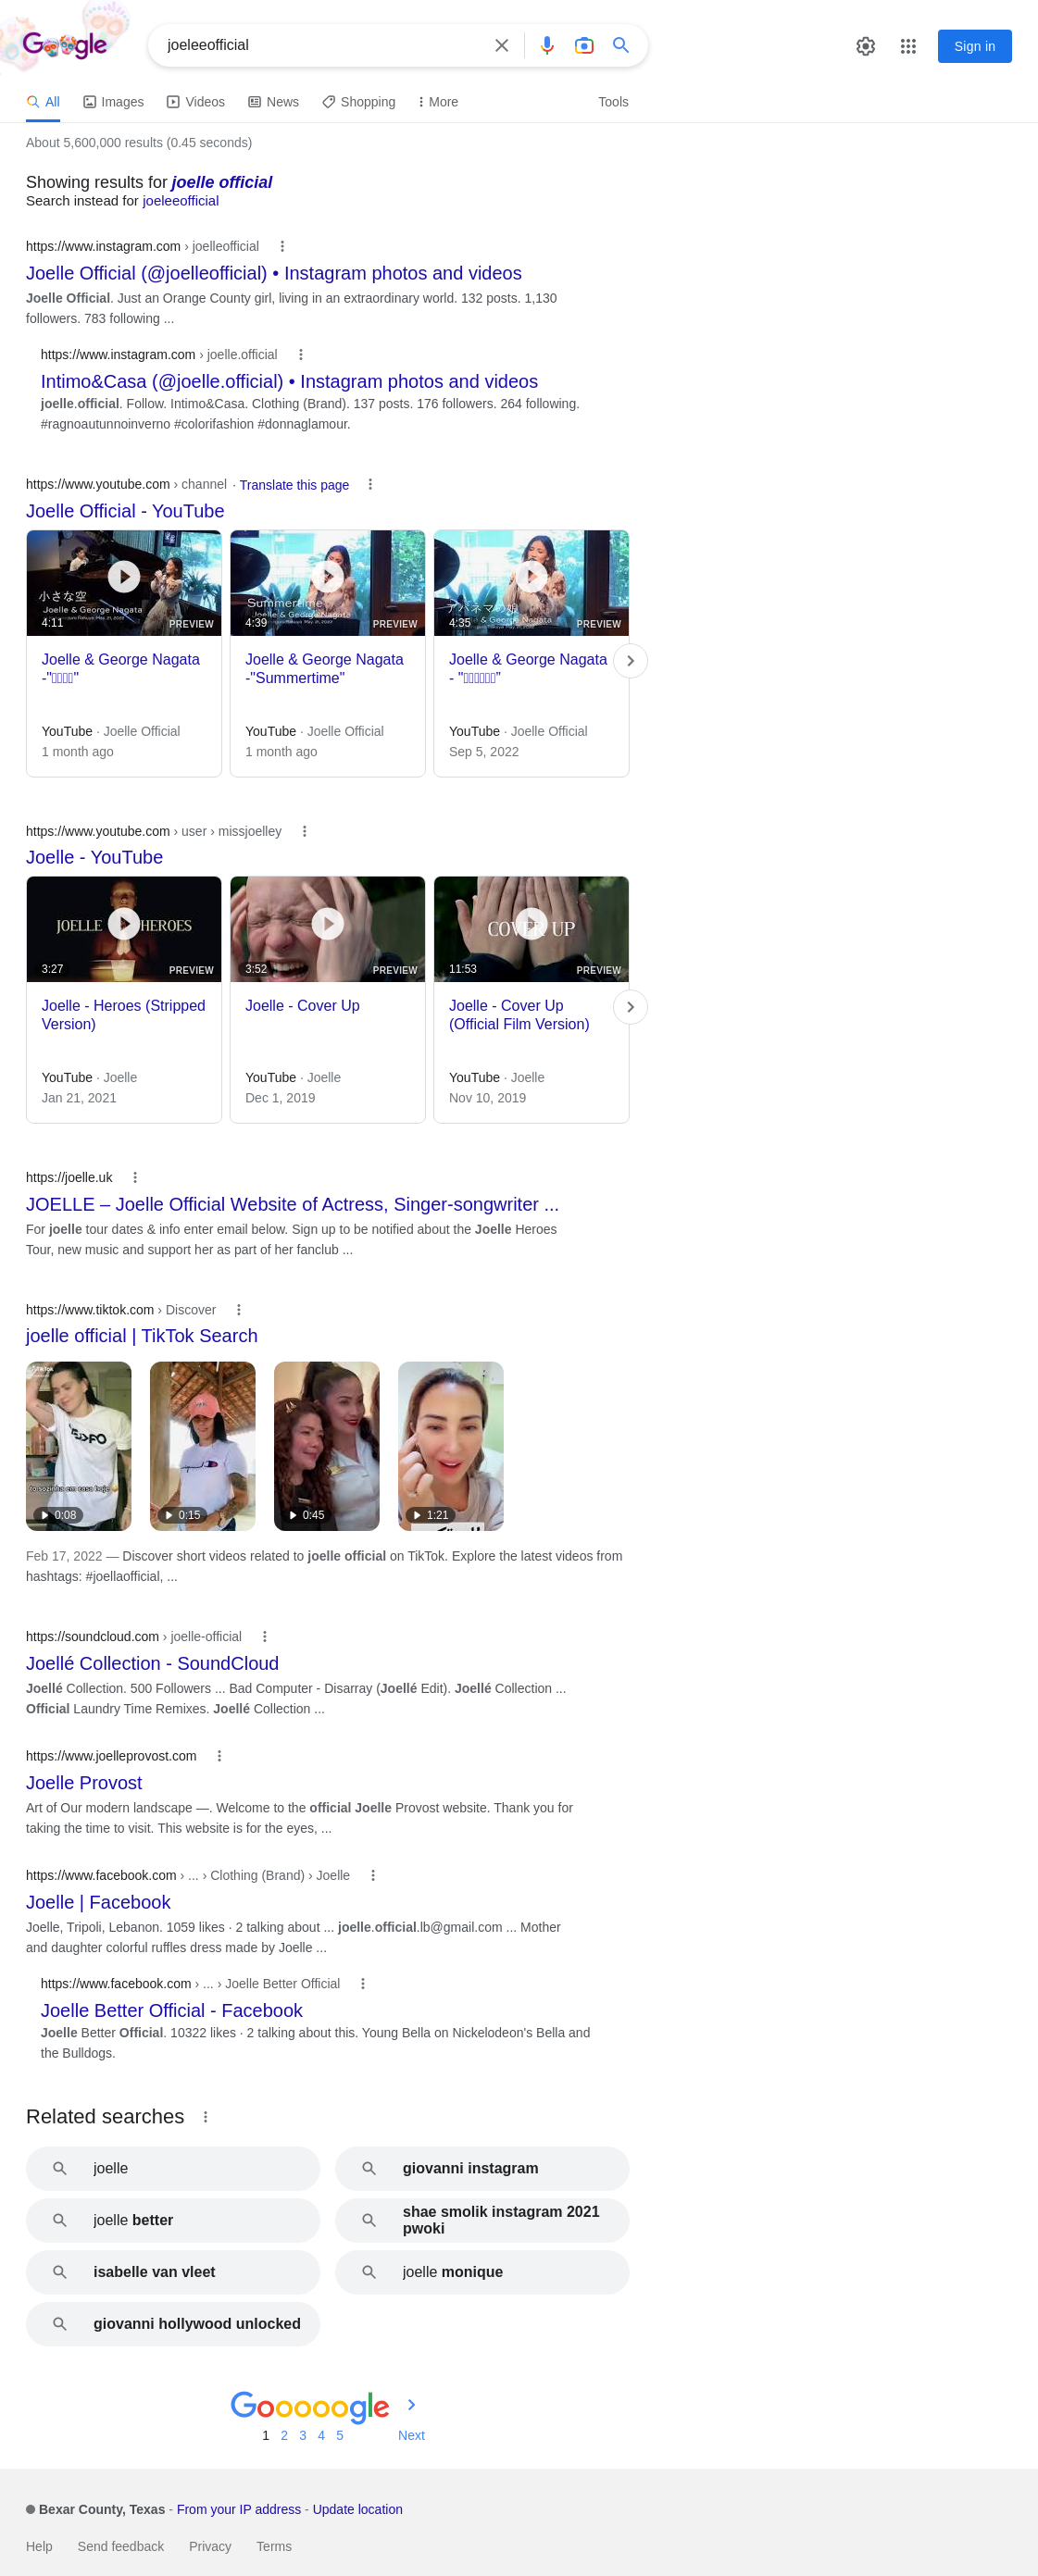 Google
joeleeofficial
Sign in
All
Images
Videos
News
Shopping
More
Tools
About 5,600,000 results (0.45 seconds)
Showing results for joelle official
Search instead for joeleeofficial
https://www.instagram.com › joelleofficial
Joelle Official (@joelleofficial) • Instagram photos and videos
Joelle Official. Just an Orange County girl, living in an extraordinary world. 132 posts. 1,130
followers. 783 following ...
https://www.instagram.com › joelle.official
Intimo&Casa (@joelle.official) • Instagram photos and videos
joelle.official. Follow. Intimo&Casa. Clothing (Brand). 137 posts. 176 followers. 264 following.
#ragnoautunnoinverno #colorifashion #donnaglamour.
https://www.youtube.com › channel · Translate this page
Joelle Official - YouTube
小さな空
Joelle & George Nagata
4:11
PREVIEW
Joelle & George Nagata
-"▯▯▯▯"
YouTube · Joelle Official
1 month ago
Summertime
Joelle & George Nagata
4:39
PREVIEW
Joelle & George Nagata
-"Summertime"
YouTube · Joelle Official
1 month ago
Joelle & George Nagata
4:35
PREVIEW
Joelle & George Nagata
- "▯▯▯▯▯▯”
YouTube · Joelle Official
Sep 5, 2022
https://www.youtube.com › user › missjoelley
Joelle - YouTube
JOELLE HEROES
3:27
PREVIEW
Joelle - Heroes (Stripped
Version)
YouTube · Joelle
Jan 21, 2021
3:52
PREVIEW
Joelle - Cover Up
YouTube · Joelle
Dec 1, 2019
COVER UP
11:53
PREVIEW
Joelle - Cover Up
(Official Film Version)
YouTube · Joelle
Nov 10, 2019
https://joelle.uk
JOELLE – Joelle Official Website of Actress, Singer-songwriter ...
For joelle tour dates & info enter email below. Sign up to be notified about the Joelle Heroes
Tour, new music and support her as part of her fanclub ...
https://www.tiktok.com › Discover
joelle official | TikTok Search
TikTok
to sozinha em casa hoje
0:08
0:15
0:45
1:21
Feb 17, 2022 — Discover short videos related to joelle official on TikTok. Explore the latest videos from
hashtags: #joellaofficial, ...
https://soundcloud.com › joelle-official
Joellé Collection - SoundCloud
Joellé Collection. 500 Followers ... Bad Computer - Disarray (Joellé Edit). Joellé Collection ...
Official Laundry Time Remixes. Joellé Collection ...
https://www.joelleprovost.com
Joelle Provost
Art of Our modern landscape —. Welcome to the official Joelle Provost website. Thank you for
taking the time to visit. This website is for the eyes, ...
https://www.facebook.com › ... › Clothing (Brand) › Joelle
Joelle | Facebook
Joelle, Tripoli, Lebanon. 1059 likes · 2 talking about ... joelle.official.lb@gmail.com ... Mother
and daughter colorful ruffles dress made by Joelle ...
https://www.facebook.com › ... › Joelle Better Official
Joelle Better Official - Facebook
Joelle Better Official. 10322 likes · 2 talking about this. Young Bella on Nickelodeon's Bella and
the Bulldogs.
Related searches
joelle
giovanni instagram
joelle better
shae smolik instagram 2021
pwoki
isabelle van vleet
joelle monique
giovanni hollywood unlocked
Gooooogle
1 2 3 4 5 Next
Bexar County, Texas - From your IP address - Update location
Help Send feedback Privacy Terms